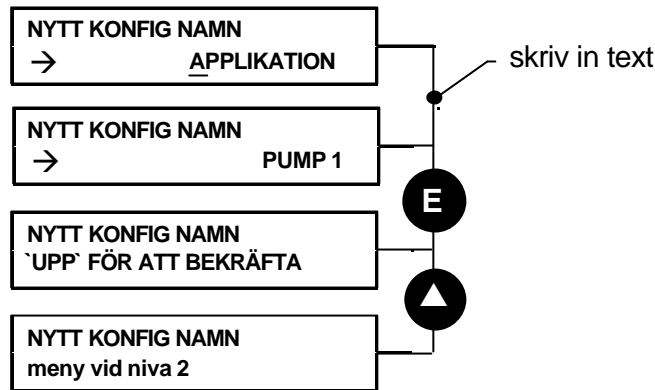 NYTT KONFIG NAMN
→ APPLIKATION
skriv in text
NYTT KONFIG NAMN
→ PUMP 1
E
NYTT KONFIG NAMN
`UPP` FÖR ATT BEKRÄFTA
NYTT KONFIG NAMN
meny vid niva 2